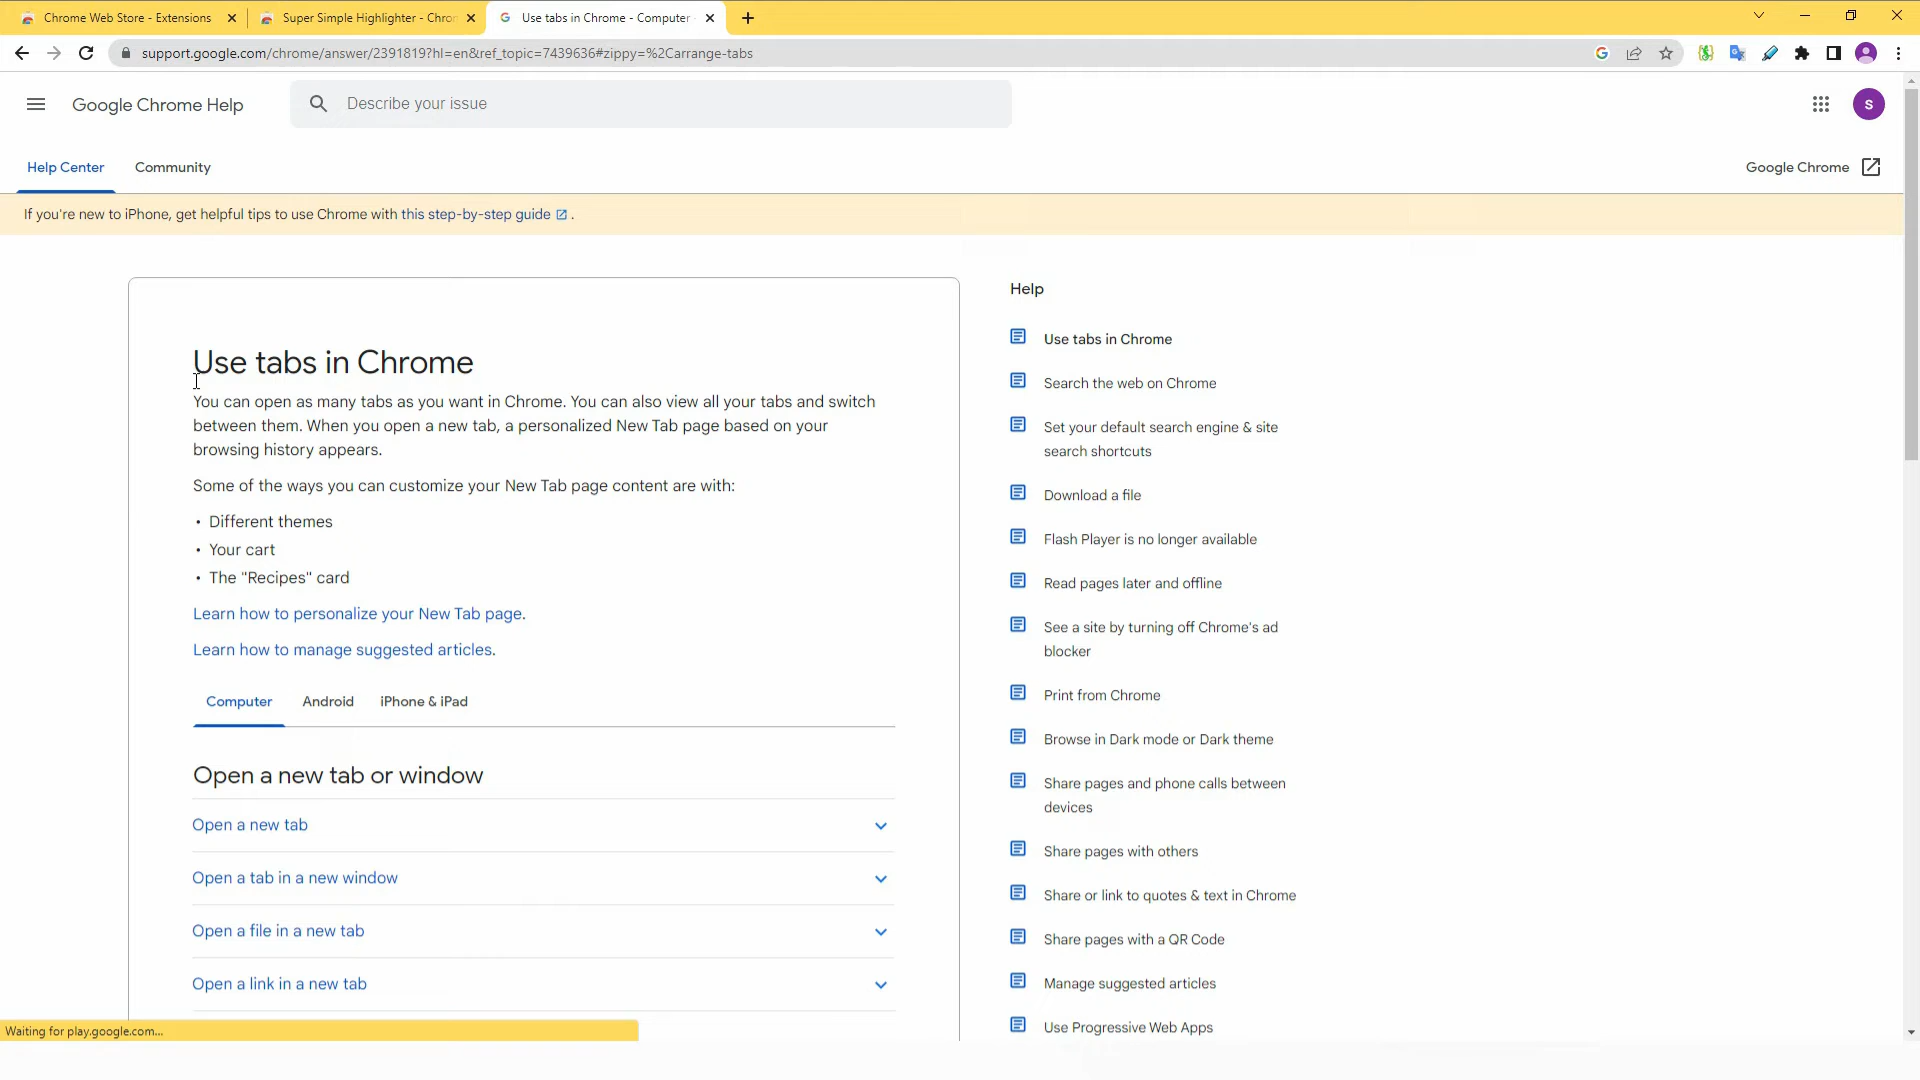 Chrome Web Store - Extensions
Super Simple Highlighter - Chror
Use tabs in Chrome - Computer
support.google.com/chrome/answer/2391819?hl=en&ref_topic=7439636#zippy=%2Carrange-tabs
Google Chrome Help
Describe your issue
S
Help Center
Community
Google Chrome
If you're new to iPhone, get helpful tips to use Chrome with this step-by-step guide .
Use tabs in Chrome
You can open as many tabs as you want in Chrome. You can also view all your tabs and switch
between them. When you open a new tab, a personalized New Tab page based on your
browsing history appears.
Some of the ways you can customize your New Tab page content are with:
• Different themes
• Your cart
• The "Recipes" card
Learn how to personalize your New Tab page.
Learn how to manage suggested articles.
Computer
Android
iPhone & iPad
Open a new tab or window
Open a new tab
Open a tab in a new window
Open a file in a new tab
Open a link in a new tab
Help
Use tabs in Chrome
Search the web on Chrome
Set your default search engine & site
search shortcuts
Download a file
Flash Player is no longer available
Read pages later and offline
See a site by turning off Chrome's ad
blocker
Print from Chrome
Browse in Dark mode or Dark theme
Share pages and phone calls between
devices
Share pages with others
Share or link to quotes & text in Chrome
Share pages with a QR Code
Manage suggested articles
Use Progressive Web Apps
Waiting for play.google.com...